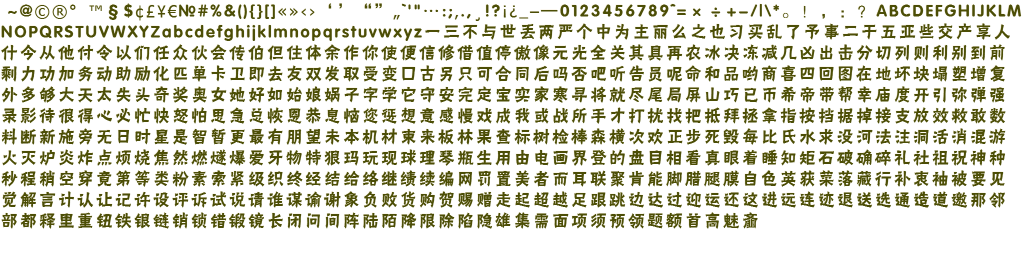 ~@©®° ™§$¢£¥€№#%&(){}[]«»‹› ‘’ “”„`'"…:;,.,¸!?¡¿_-–—0123456789ˆ=×÷+-/|\*。！，：？ABCDEFGHIJKLM
NOPQRSTUVWXYZabcdefghijklmnopqrstuvwxyz一三不与世丢两严个中为主丽么之也习买乱了予事二干五亚些交产享人
什今从他付令以们任众伙会传伯但住体余作你使便信修借值停傲像元光全关其具再农冰决冻减几凶出击分切列则利别到前
剩力功加务动助励化匹单卡卫即去友双发取受变口古另只可合同后吗否吧听告员呢命和品哟商喜四回图在地坏块塌塑增复
外多够大天太失头奇奖奥女她好如始娘娲子字学它守安完定宝实家寒寻将就尽尾局屏山巧已币希帝带帮幸庙度开引弥弹强
录影待很得心必忙快怒怕思急总恢恩恭息恼您延想意感慢戏成我或战所手才打扰找把抵拜拯拿指按挡据掉接支放效救敢数
料断新施旁无日时星是智暂更最有朋望未本机材束来板林果查标树检棒森横次欢正步死毁每比氏水求没河法注洞活消混游
火灭炉炎炸点烦烧焦然燃燧爆爱牙物特狠玛玩现球理琴瓶生用由电画界登的盘目相看真眼着睡知矩石破确碎礼社祖祝神种
秒程稍空穿竟第等类粉素索紧级织终经结给络继续续编网罚置美者而耳联聚肯能脚腊腿膜自色英获菜落藏行补衷袖被要见
觉解言计认让记许设评诉试说请谁谋谕谢象负败货购贺赐赠走起超越足跟跳边达过迎运还这进远连迹退送选通造道邀那邻
部都释里重钮铁银链销锁错锻镜长闭问间阵陆陌降限除陷隐雄集需面项须预领题额首高魅龠